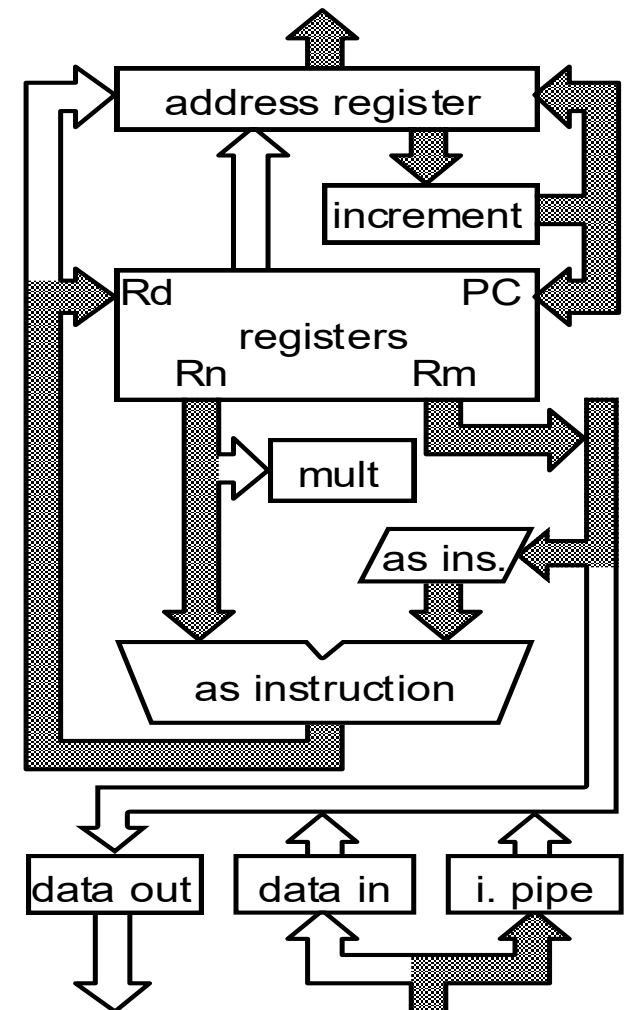 address register
increment
Rd PC
registers
Rn Rm
mult
as ins.
as instruction
data out data in i. pipe